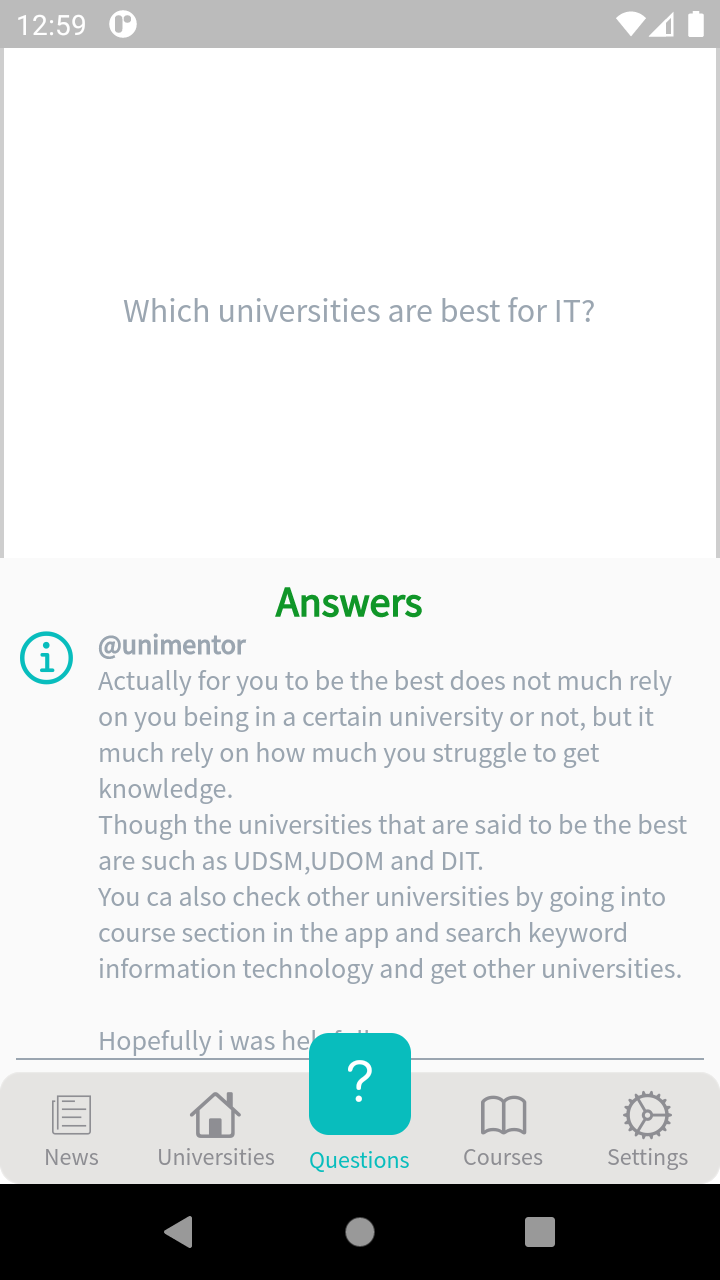 12:59
Which universities are best for IT?
Answers
@unimentor
Actually for you to be the best does not much rely
on you being in a certain university or not, but it
much rely on how much you struggle to get
knowledge.
Though the universities that are said to be the best
are such as UDSM,UDOM and DIT.
You ca also check other universities by going into
course section in the app and search keyword
information technology and get other universities.
Hopefully i was
?
News
Universities
Questions
Courses
Settings